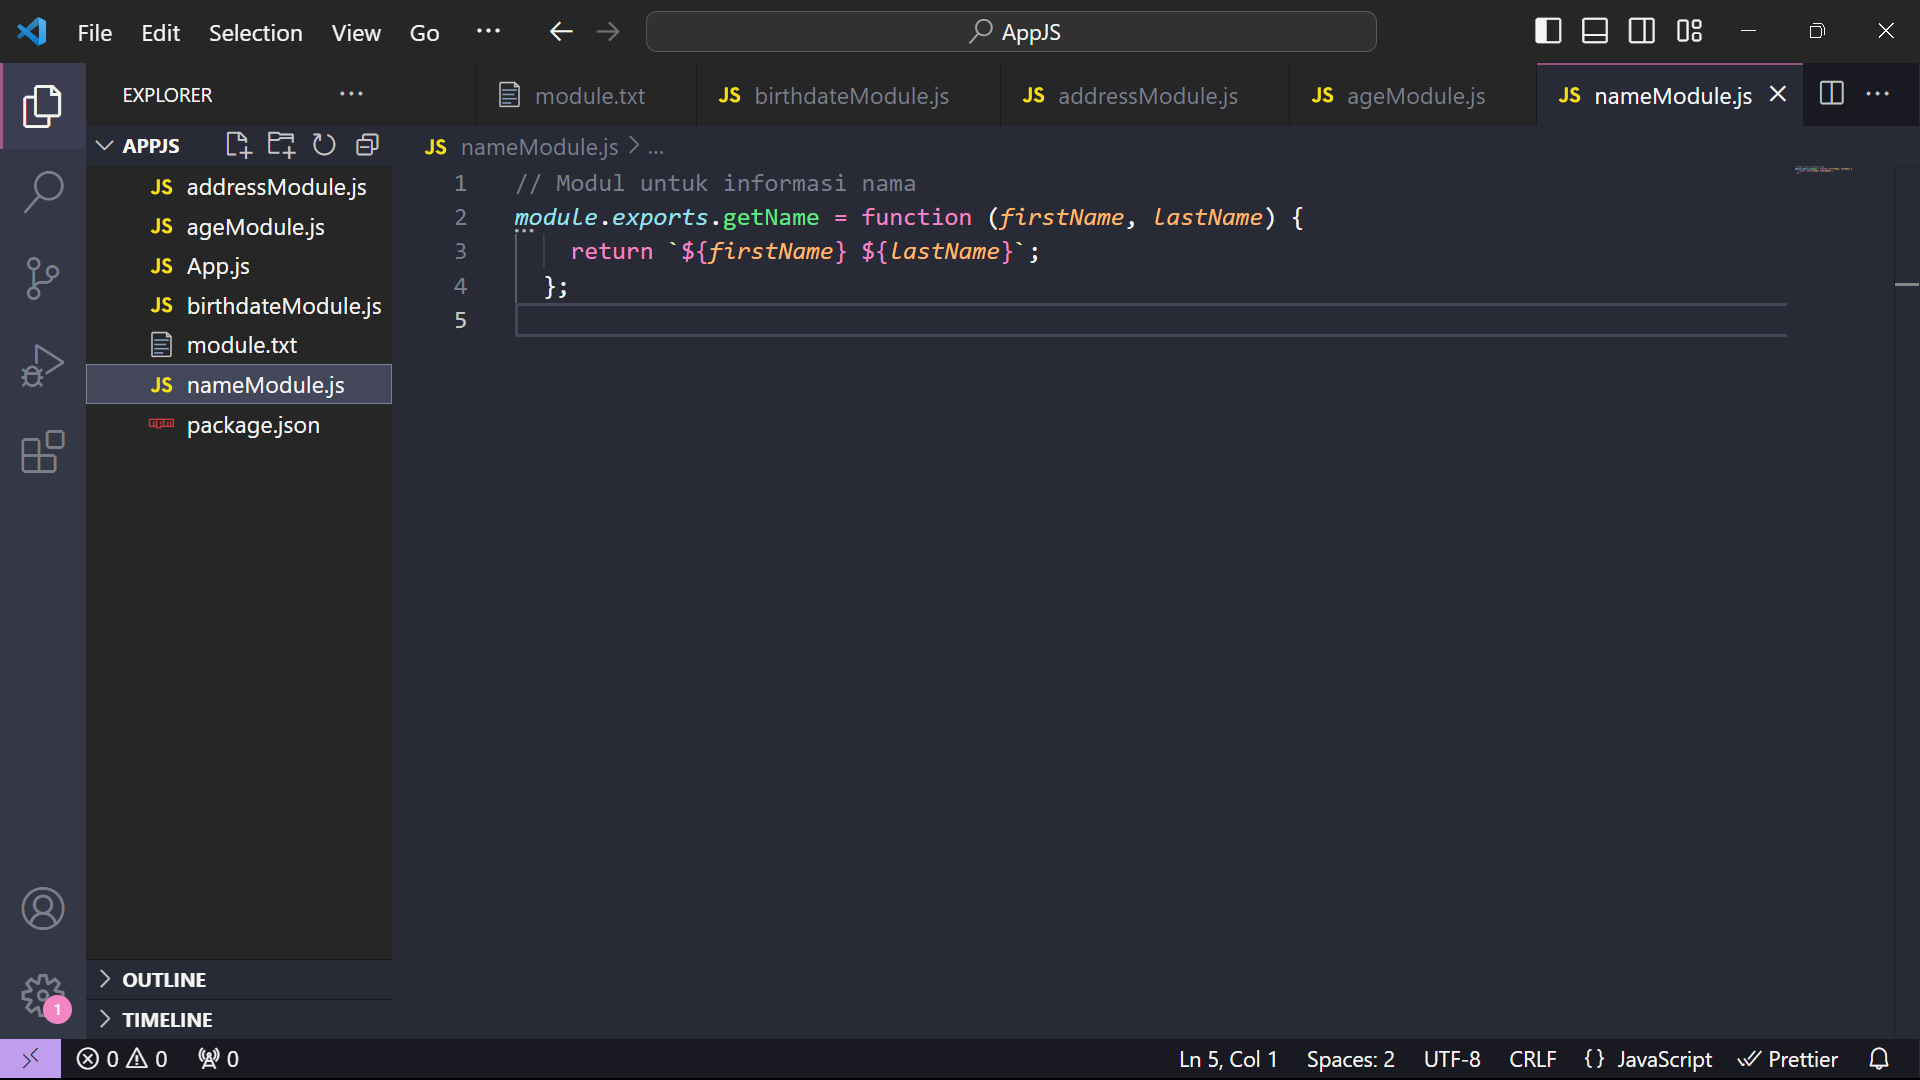 File Edit Selection View Go ··· AppJS
EXPLORER ···
module.txt JS birthdateModule.js JS addressModule.js JS ageModule.js JS nameModule.js ···
APPJS
JS addressModule.js
JS ageModule.js
JS App.js
JS birthdateModule.js
module.txt
JS nameModule.js
npm package.json
OUTLINE
TIMELINE
JS nameModule.js > ...
1 // Modul untuk informasi nama
2 module.exports.getName = function (firstName, lastName) {
3 return `${firstName} ${lastName}`;
4 };
5
1
0 0 0 Ln 5, Col 1 Spaces: 2 UTF-8 CRLF {} JavaScript Prettier